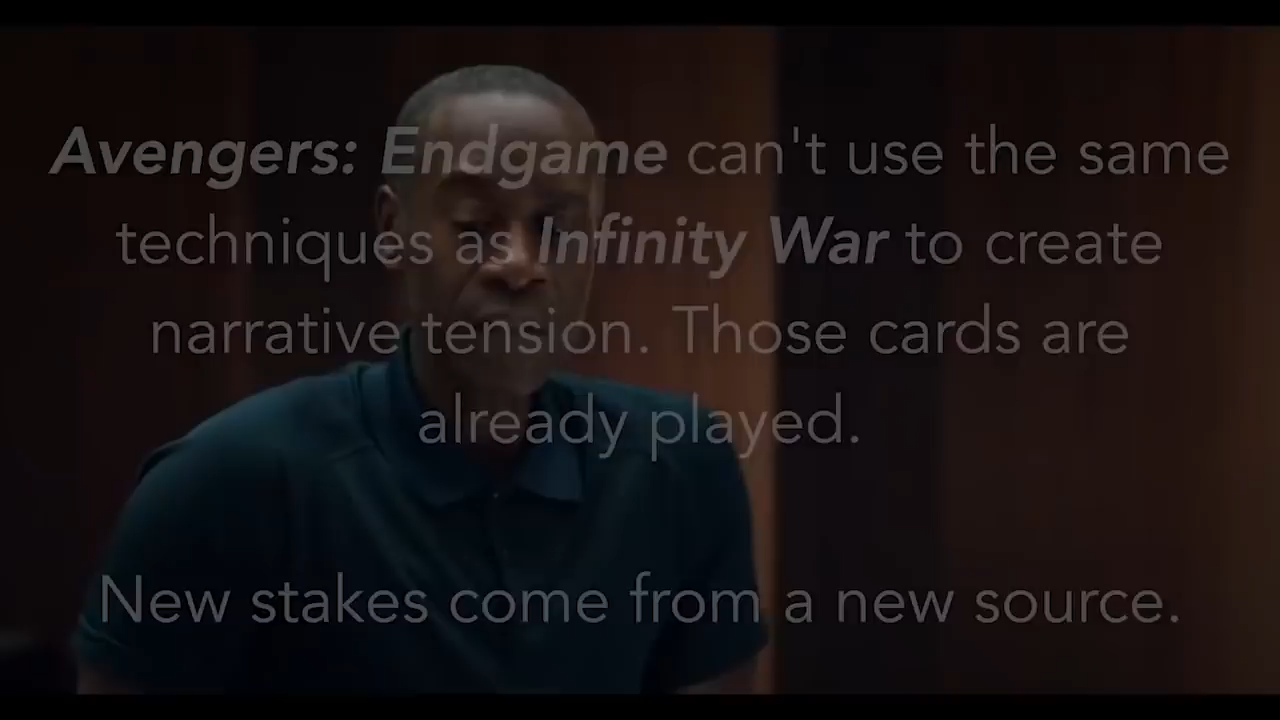 Avengers: Endgame can't use the same
techniques as Infinity War to create
narrative tension. Those cards are
already played.
New stakes come from a new source.